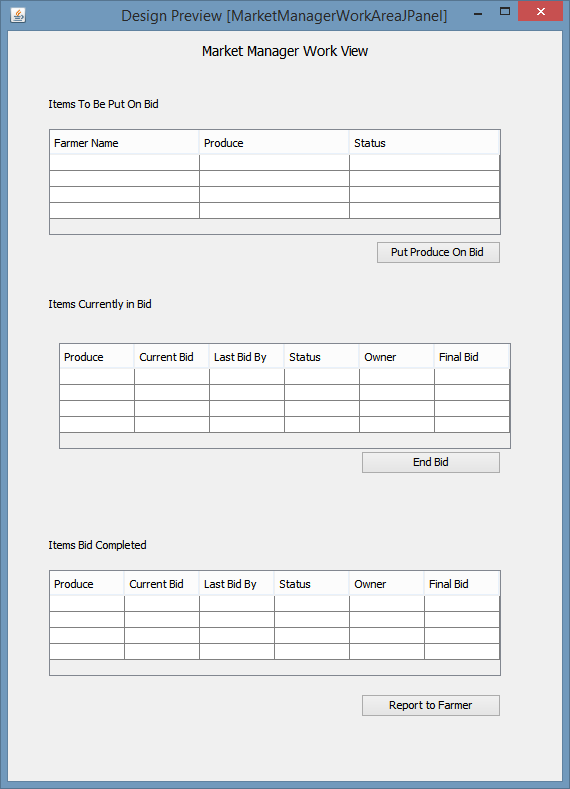 Design Preview [MarketManagerWorkAreaJPanel]
Market Manager Work View
Items To Be Put On Bid
Farmer Name Produce Status
Put Produce On Bid
Items Currently in Bid
Produce Current Bid Last Bid By Status Owner Final Bid
End Bid
Items Bid Completed
Produce Current Bid Last Bid By Status Owner Final Bid
Report to Farmer